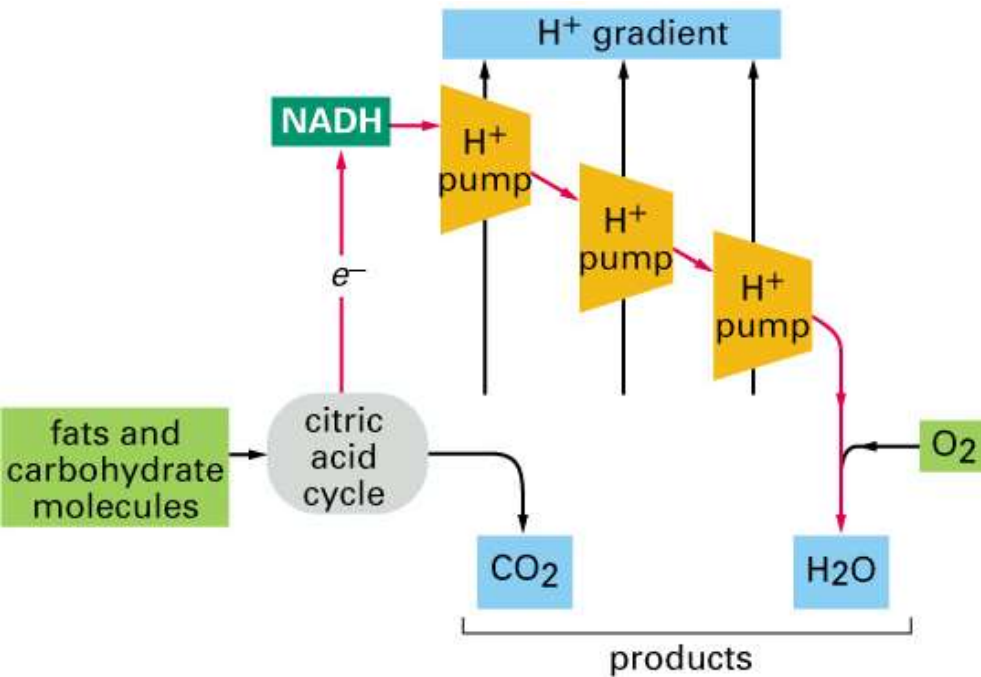 H⁺ gradient
NADH
H⁺
pump
H⁺
pump
H⁺
pump
e⁻
fats and
carbohydrate
molecules
citric
acid
cycle
O₂
CO₂
H₂O
products